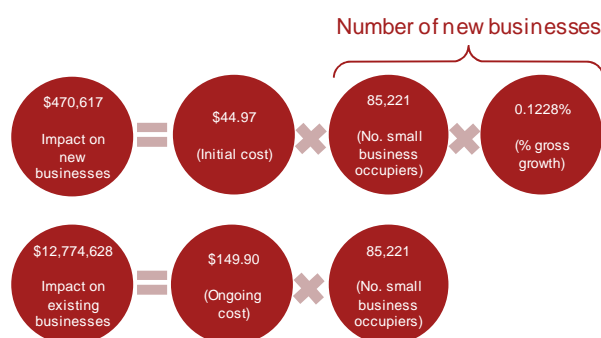 Number of new businesses
$470,617
Impact on
new
businesses
$44.97
(Initial cost)
85,221
(No. small
business
occupiers)
0.1228%
(% gross
growth)
$12,774,628
Impact on
existing
businesses
$149.90
(Ongoing
cost)
85,221
(No. small
business
occupiers)